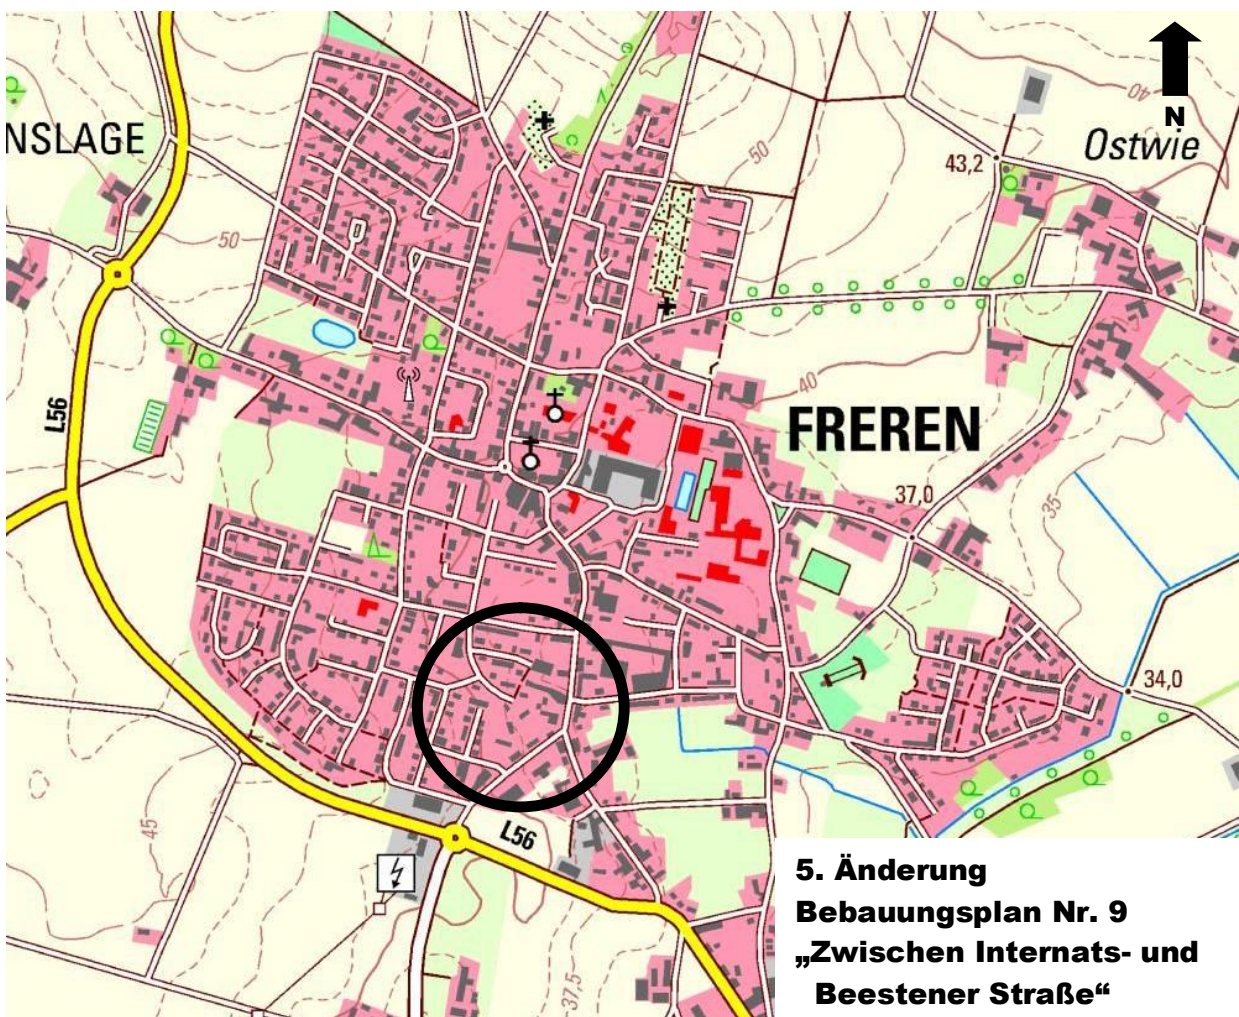 N
NSLAGE
Ostwie
43,2
40
50
50
L56
40
FREREN
37,0
35
34,0
45
L56
37,5
5. Änderung
Bebauungsplan Nr. 9
„Zwischen Internats- und
Beestener Straße“